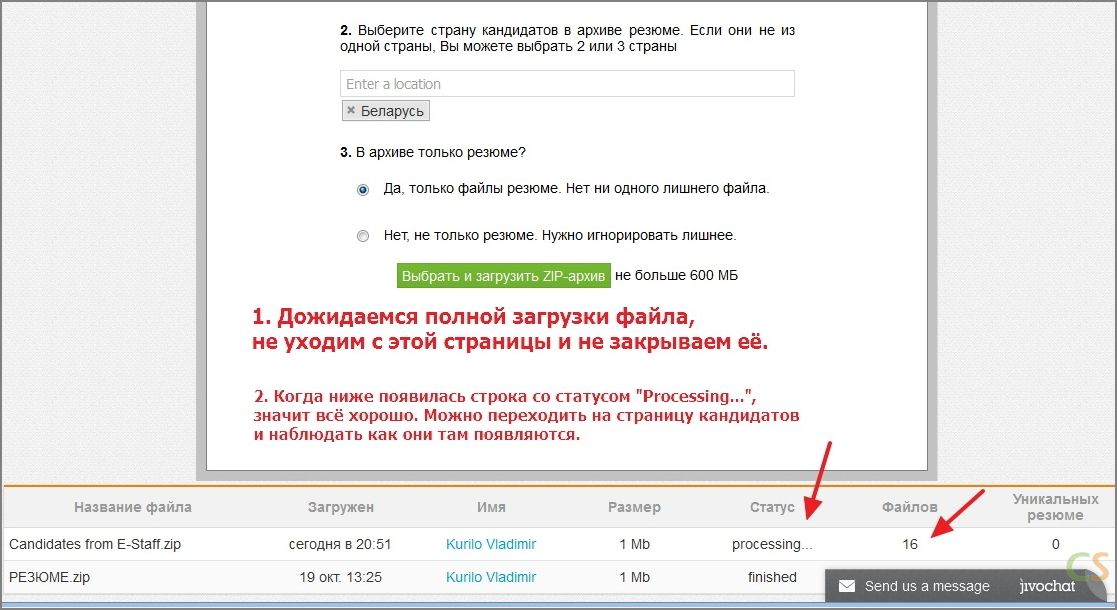 2. Выберите страну кандидатов в архиве резюме. Если они не из
одной страны, Вы можете выбрать 2 или 3 страны
Enter a location
× Беларусь
3. В архиве только резюме?
Да, только файлы резюме. Нет ни одного лишнего файла.
Нет, не только резюме. Нужно игнорировать лишнее.
Выбрать и загрузить ZIP-архив не больше 600 МБ
1. Дожидаемся полной загрузки файла,
не уходим с этой страницы и не закрываем её.
2. Когда ниже появилась строка со статусом "Processing...",
значит всё хорошо. Можно переходить на страницу кандидатов
и наблюдать как они там появляются.
Название файла Загружен Имя Размер Статус Файлов Уникальных
резюме
Candidates from E-Staff.zip сегодня в 20:51 Kurilo Vladimir 1 Mb processing... 16 0
РЕЗЮМЕ.zip 19 окт. 13:25 Kurilo Vladimir 1 Mb finished
Send us a message jivochat
CS